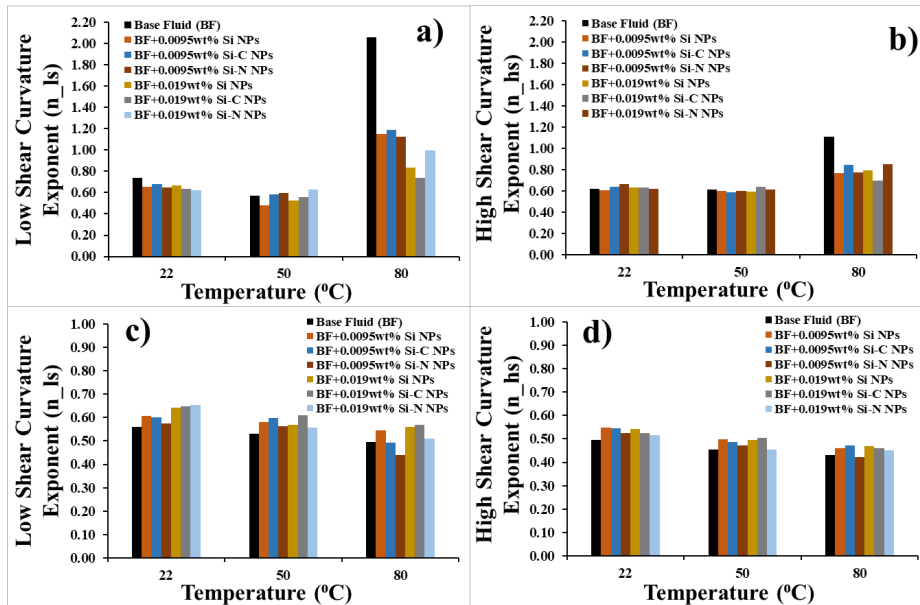 a)
Low Shear Curvature
Exponent (n_ls)
2.20
2.00
1.80
1.60
1.40
1.20
1.00
0.80
0.60
0.40
0.20
0.00
Base Fluid (BF)
BF+0.0095wt% Si NPs
BF+0.0095wt% Si-C NPs
BF+0.0095wt% Si-N NPs
BF+0.019wt% Si NPs
BF+0.019wt% Si-C NPs
BF+0.019wt% Si-N NPs
22 50 80
Temperature (⁰C)
b)
High Shear Curvature
Exponent (n_hs)
2.20
2.00
1.80
1.60
1.40
1.20
1.00
0.80
0.60
0.40
0.20
0.00
Base Fluid (BF)
BF+0.0095wt% Si NPs
BF+0.0095wt% Si-C NPs
BF+0.0095wt% Si-N NPs
BF+0.019wt% Si NPs
BF+0.019wt% Si-C NPs
BF+0.019wt% Si-N NPs
22 50 80
Temperature (⁰C)
c)
Low Shear Curvature
Exponent (n_ls)
1.00
0.90
0.80
0.70
0.60
0.50
0.40
0.30
0.20
0.10
0.00
Base Fluid (BF)
BF+0.0095wt% Si NPs
BF+0.0095wt% Si-C NPs
BF+0.0095wt% Si-N NPs
BF+0.019wt% Si NPs
BF+0.019wt% Si-C NPs
BF+0.019wt% Si-N NPs
22 50 80
Temperature (⁰C)
d)
High Shear Curvature
Exponent (n_hs)
1.00
0.90
0.80
0.70
0.60
0.50
0.40
0.30
0.20
0.10
0.00
Base Fluid (BF)
BF+0.0095wt% Si NPs
BF+0.0095wt% Si-C NPs
BF+0.0095wt% Si-N NPs
BF+0.019wt% Si NPs
BF+0.019wt% Si-C NPs
BF+0.019wt% Si-N NPs
22 50 80
Temperature (⁰C)